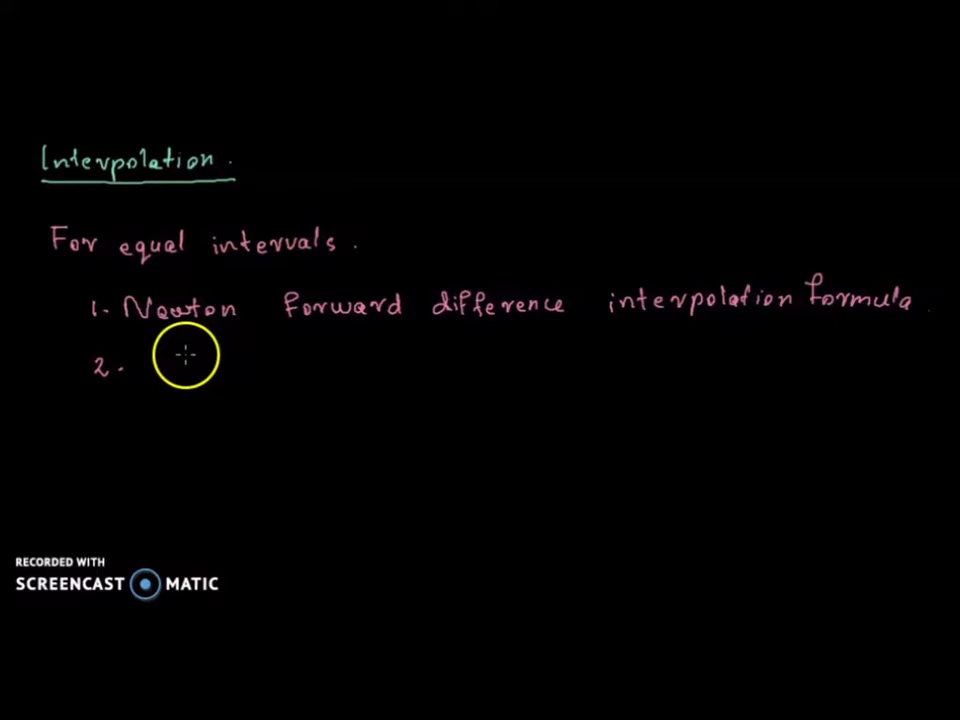 Interpolation.
For equal intervals.
1. Newton forward difference interpolation formula.
2.
RECORDED WITH
SCREENCAST MATIC